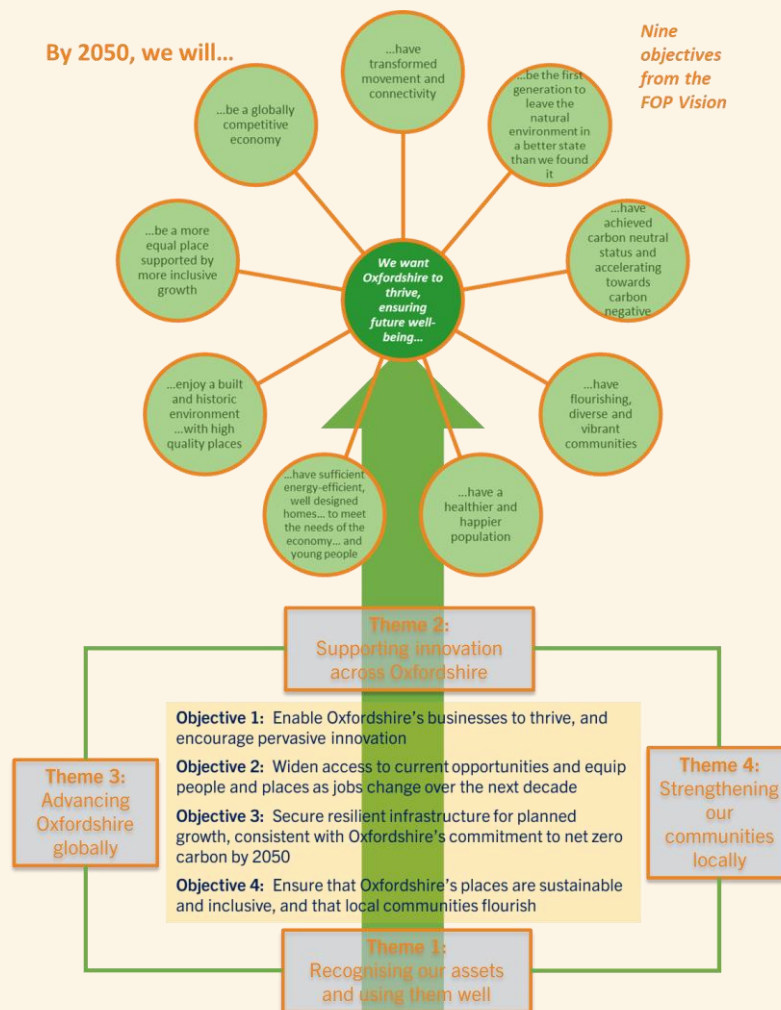 By 2050, we will...
Nine
objectives
from the
FOP Vision
...have
transformed
movement and
connectivity
...be the first
generation to
leave the
natural
environment in
a better state
than we found
it
...have
achieved
carbon neutral
status and
accelerating
towards
carbon
negative
...have
flourishing,
diverse and
vibrant
communities
...have a
healthier and
happier
population
...have sufficient
energy-efficient,
well designed
homes... to meet
the needs of the
economy... and
young people
...enjoy a built
and historic
environment
...with high
quality places
...be a more
equal place
supported by
more inclusive
growth
...be a globally
competitive
economy
We want
Oxfordshire to
thrive,
ensuring
future well-
being...
Theme 2:
Supporting innovation
across Oxfordshire
Theme 3:
Advancing
Oxfordshire
globally
Objective 1: Enable Oxfordshire's businesses to thrive, and
encourage pervasive innovation
Objective 2: Widen access to current opportunities and equip
people and places as jobs change over the next decade
Objective 3: Secure resilient infrastructure for planned
growth, consistent with Oxfordshire's commitment to net zero
carbon by 2050
Objective 4: Ensure that Oxfordshire's places are sustainable
and inclusive, and that local communities flourish
Theme 4:
Strengthening
our
communities
locally
Theme 1:
Recognising our assets
and using them well